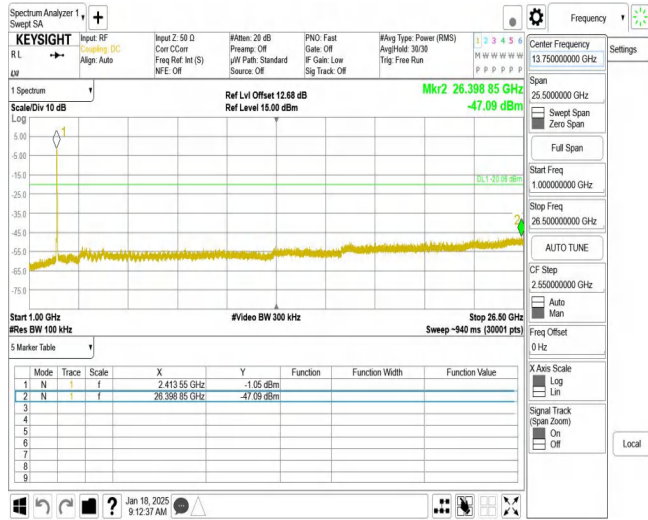 Spectrum Analyzer 1
Swept SA
+
Frequency
KEYSIGHT
RL
Input: RF
Coupling: DC
Align: Auto
Input Z: 50 Ω
Corr CCorr
Freq Ref: Int (S)
NFE: Off
#Atten: 20 dB
Preamp: Off
µW Path: Standard
Source: Off
PNO: Fast
Gate: Off
IF Gain: Low
Sig Track: Off
#Avg Type: Power (RMS)
Avg|Hold: 30/30
Trig: Free Run
1 2 3 4 5 6
M W W W W W
P P P P P P
1 Spectrum
Scale/Div 10 dB
Ref Lvl Offset 12.68 dB
Ref Level 15.00 dBm
Mkr2 26.398 85 GHz
-47.09 dBm
Log
1
5.00
-5.00
-15.0
DL1 -20.05 dBm
-25.0
-35.0
2
-45.0
-55.0
-65.0
-75.0
Start 1.00 GHz
#Video BW 300 kHz
Stop 26.50 GHz
#Res BW 100 kHz
Sweep ~940 ms (30001 pts)
5 Marker Table
Mode Trace Scale X Y Function Function Width Function Value
1 N 1 f 2.413 55 GHz -1.05 dBm
2 N 1 f 26.398 85 GHz -47.09 dBm
3
4
5
6
7
8
9
?
Jan 18, 2025
9:12:37 AM
Center Frequency
13.750000000 GHz
Settings
Span
25.5000000 GHz
Swept Span
Zero Span
Full Span
Start Freq
1.000000000 GHz
Stop Freq
26.500000000 GHz
AUTO TUNE
CF Step
2.550000000 GHz
Auto
Man
Freq Offset
0 Hz
X Axis Scale
Log
Lin
Signal Track
(Span Zoom)
On
Off
Local